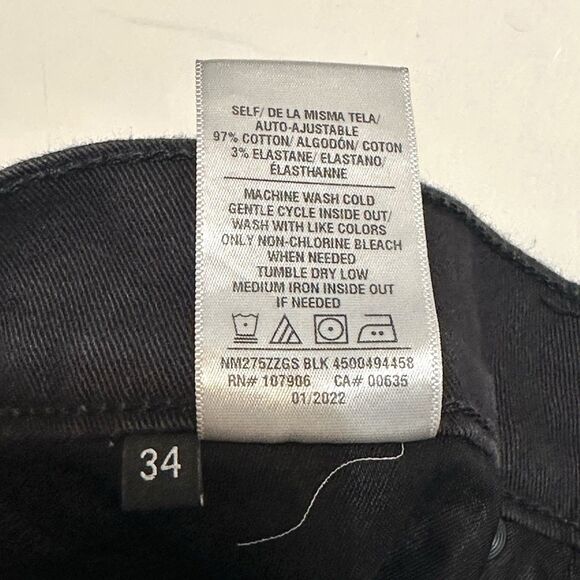 SELF/ DE LA MISMA TELA/
AUTO-AJUSTABLE
97% COTTON/ ALGODÓN/ COTON
3% ELASTANE/ ELASTANO/
ÉLASTHANNE
MACHINE WASH COLD
GENTLE CYCLE INSIDE OUT/
WASH WITH LIKE COLORS
ONLY NON-CHLORINE BLEACH
WHEN NEEDED
TUMBLE DRY LOW
MEDIUM IRON INSIDE OUT
IF NEEDED
NM275ZZGS BLK 4500494458
RN# 107906 CA# 00635
01/2022
34